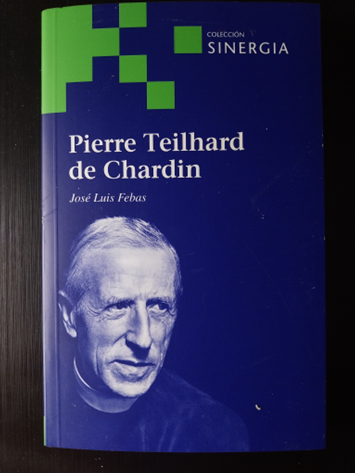 COLECCIÓN
SINERGIA
Pierre Teilhard
de Chardin
José Luis Febas